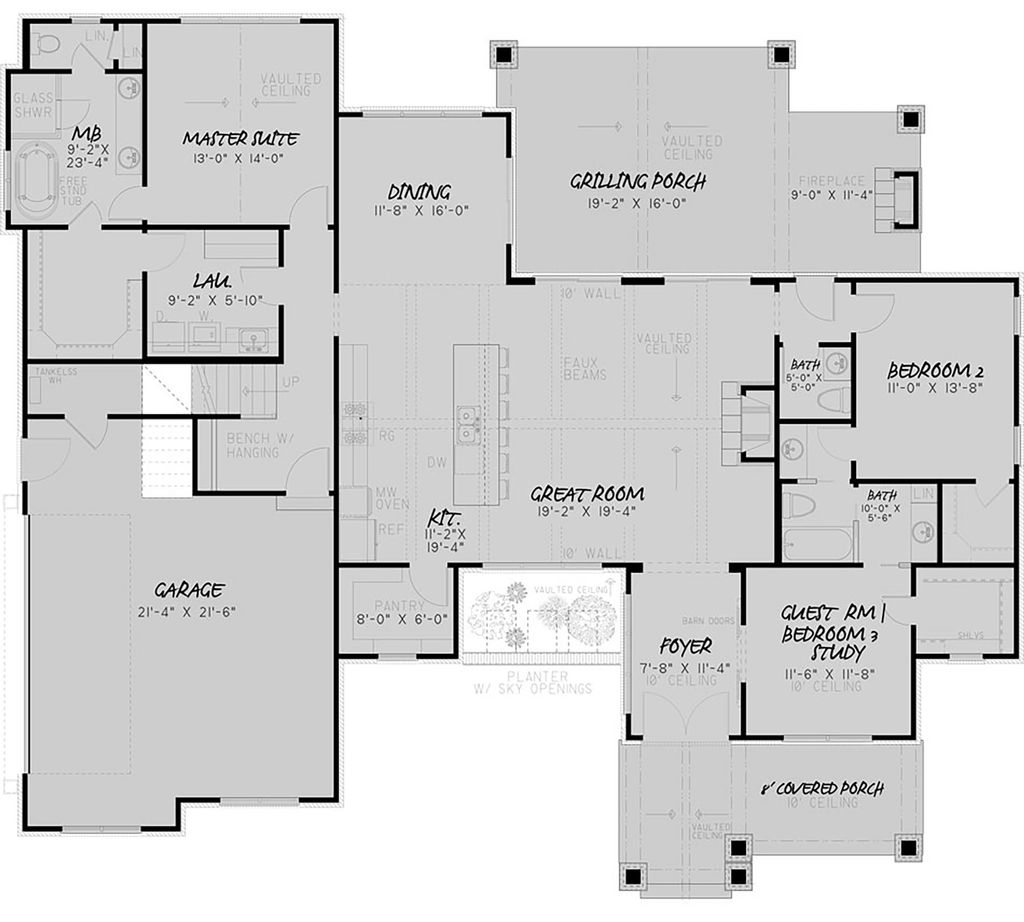 LIN.
LIN
GLASS
SHWR
MB
9'-2"X
23'-4"
FREE
STND
TUB
VAULTED
CEILING
MASTER SUITE
13'-0" X 14'-0"
DINING
11'-8" X 16'-0"
VAULTED
CEILING
GRILLING PORCH
19'-2" X 16'-0"
FIREPLACE
9'-0" X 11'-4"
LAU.
9'-2" X 5'-10"
D.
W.
10' WALL
VAULTED
CEILING
FAUX
BEAMS
BATH
5'-0" X
5'-0"
BEDROOM 2
11'-0" X 13'-8"
TANKELSS
WH
UP
BENCH W/
HANGING
RG
DW
MW
OVEN
REF
KIT.
11'-2"X
19'-4"
GREAT ROOM
19'-2" X 19'-4"
10' WALL
BATH
10'-0" X
5'-6"
LIN
GARAGE
21'-4" X 21'-6"
PANTRY
8'-0" X 6'-0"
VAULTED CEILING
PLANTER
W/ SKY OPENINGS
BARN DOORS
FOYER
7'-8" X 11'-4"
10' CEILING
GUEST RM |
BEDROOM 3
STUDY
11'-6" X 11'-8"
10' CEILING
SHLVS
8' COVERED PORCH
10' CEILING
VAULTED
CEILING